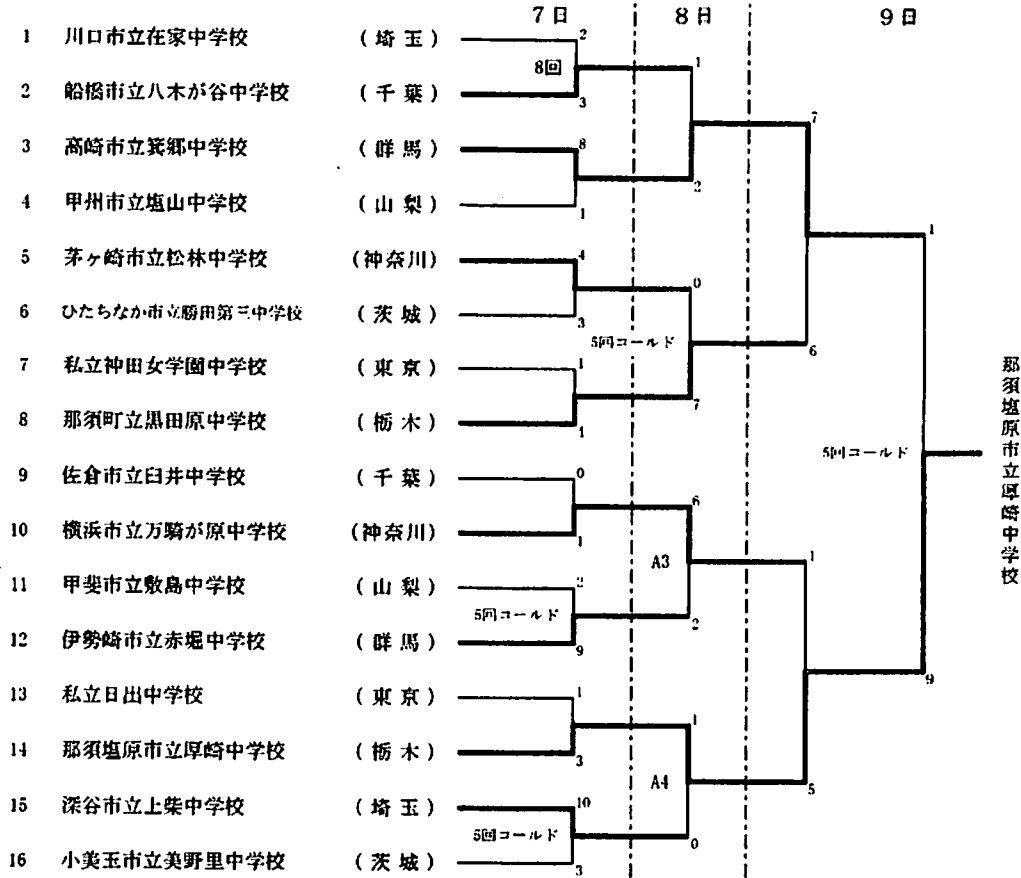 7日 8日 9日
1 川口市立在家中学校 (埼玉) 2
8回 1
2 船橋市立八木が谷中学校 (千葉) 3
7
3 高崎市立箕郷中学校 (群馬) 8
2
4 甲州市立塩山中学校 (山梨) 1
1
5 茅ヶ崎市立松林中学校 (神奈川) 4
0
6 ひたちなか市立勝田第三中学校 (茨城) 3
5回コールド 6
7 私立神田女学園中学校 (東京) 1
7
8 那須町立黒田原中学校 (栃木) 1
5回コールド
那須塩原市立厚崎中学校
9 佐倉市立臼井中学校 (千葉) 0
6
10 横浜市立万騎が原中学校 (神奈川) 1
A3 1
11 甲斐市立敷島中学校 (山梨) 2
5回コールド 2
12 伊勢崎市立赤堀中学校 (群馬) 9
9
13 私立日出中学校 (東京) 1
1
14 那須塩原市立厚崎中学校 (栃木) 3
A4 5
15 深谷市立上柴中学校 (埼玉) 10
5回コールド 0
16 小美玉市立美野里中学校 (茨城) 3